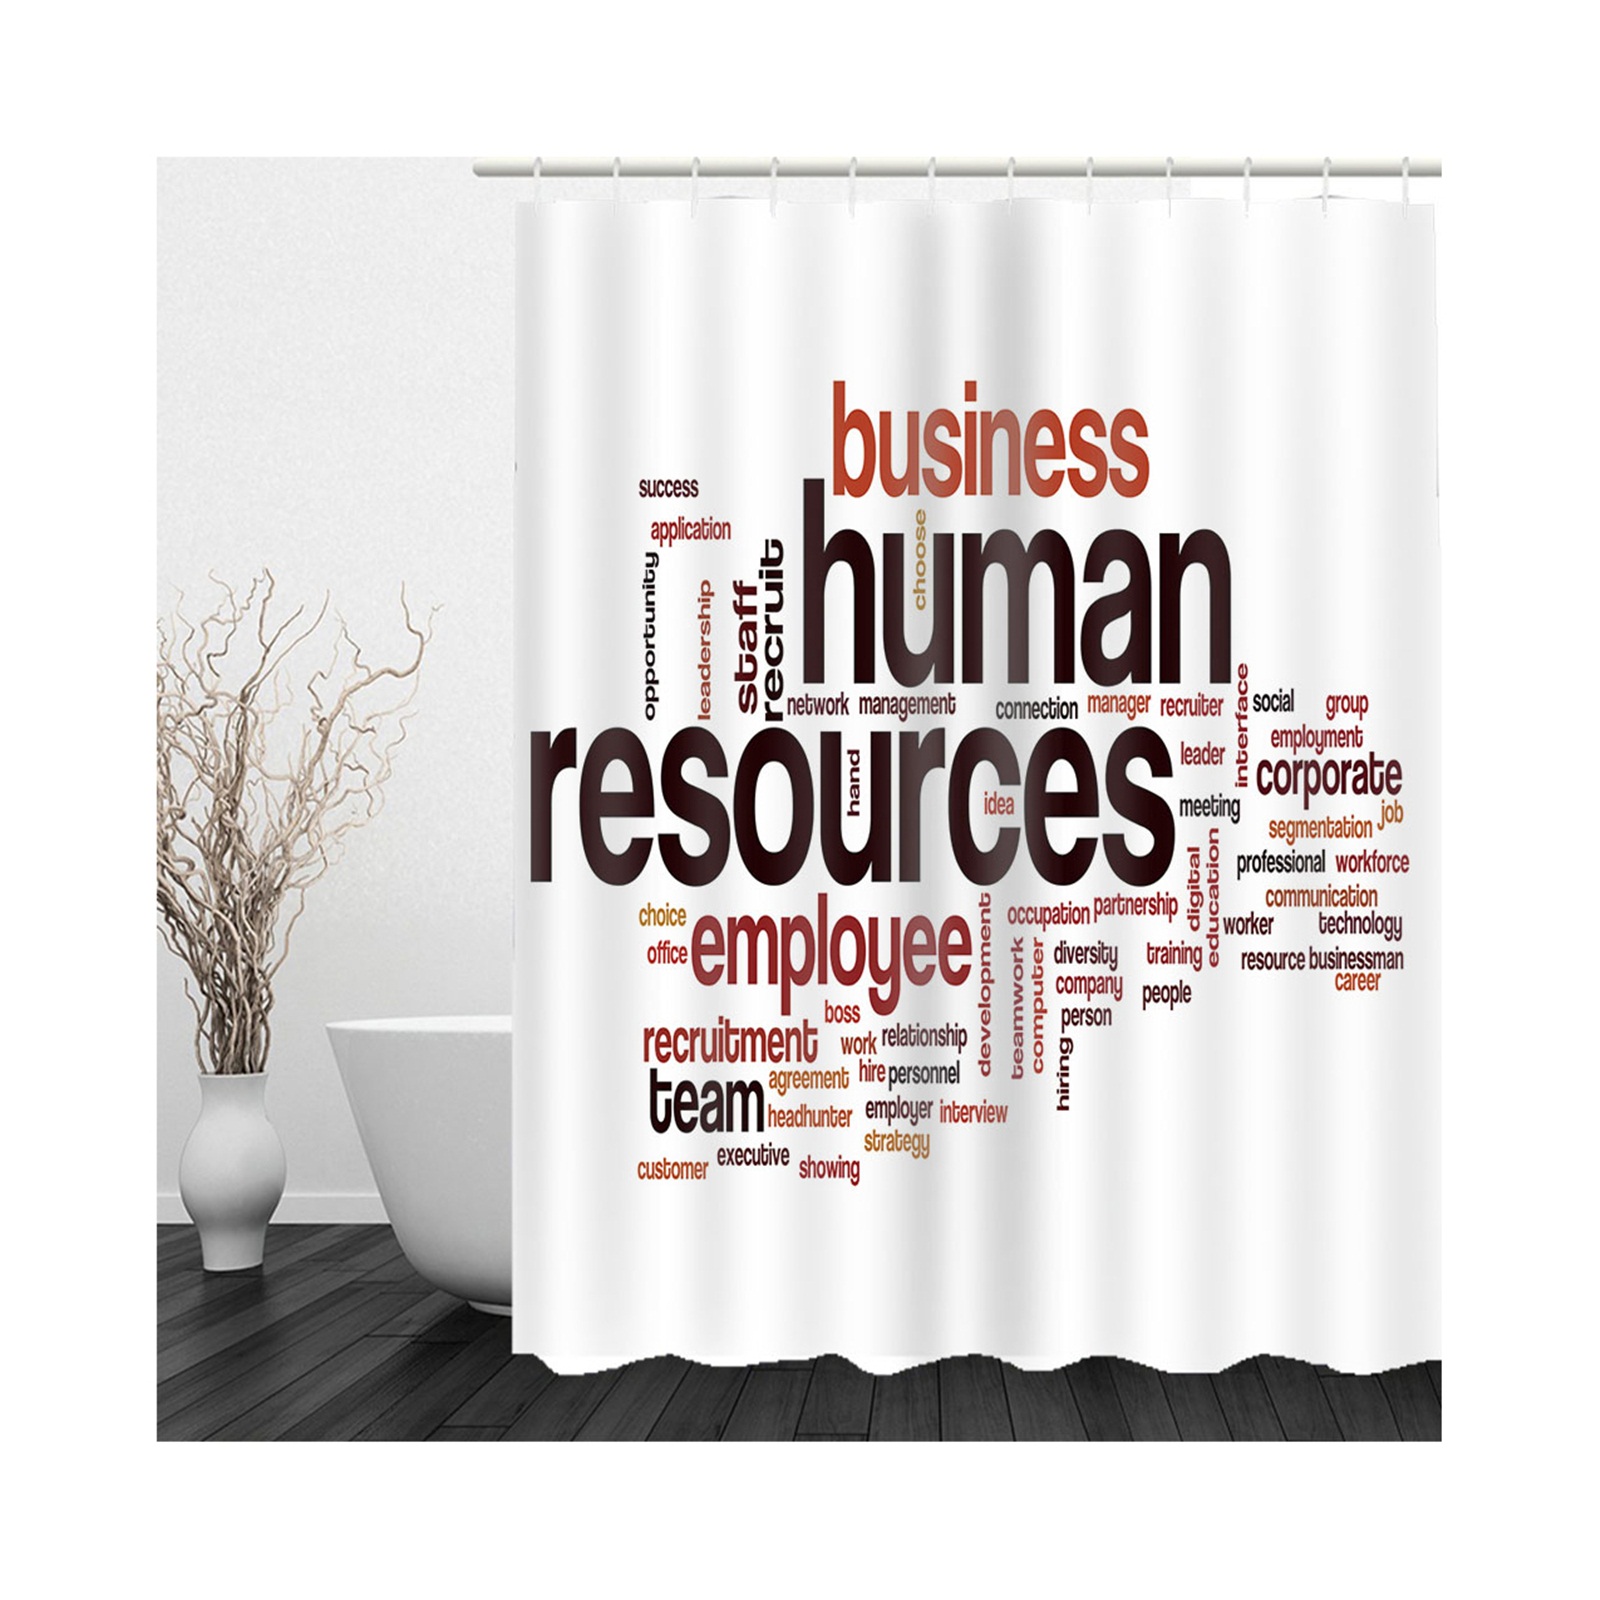 business
success
human
choose
application
opportunity
leadership
staff
recruit
network management
connection manager recruiter
interface
social group
resources
hand
idea
leader
employment
corporate
meeting
segmentation job
digital
education
professional workforce
communication
choice
employee
office
development
occupation partnership
worker technology
teamwork
computer
diversity training
resource businessman
company people
career
boss
person
recruitment
work relationship
hiring
team
agreement hire personnel
headhunter employer interview
strategy
customer executive showing